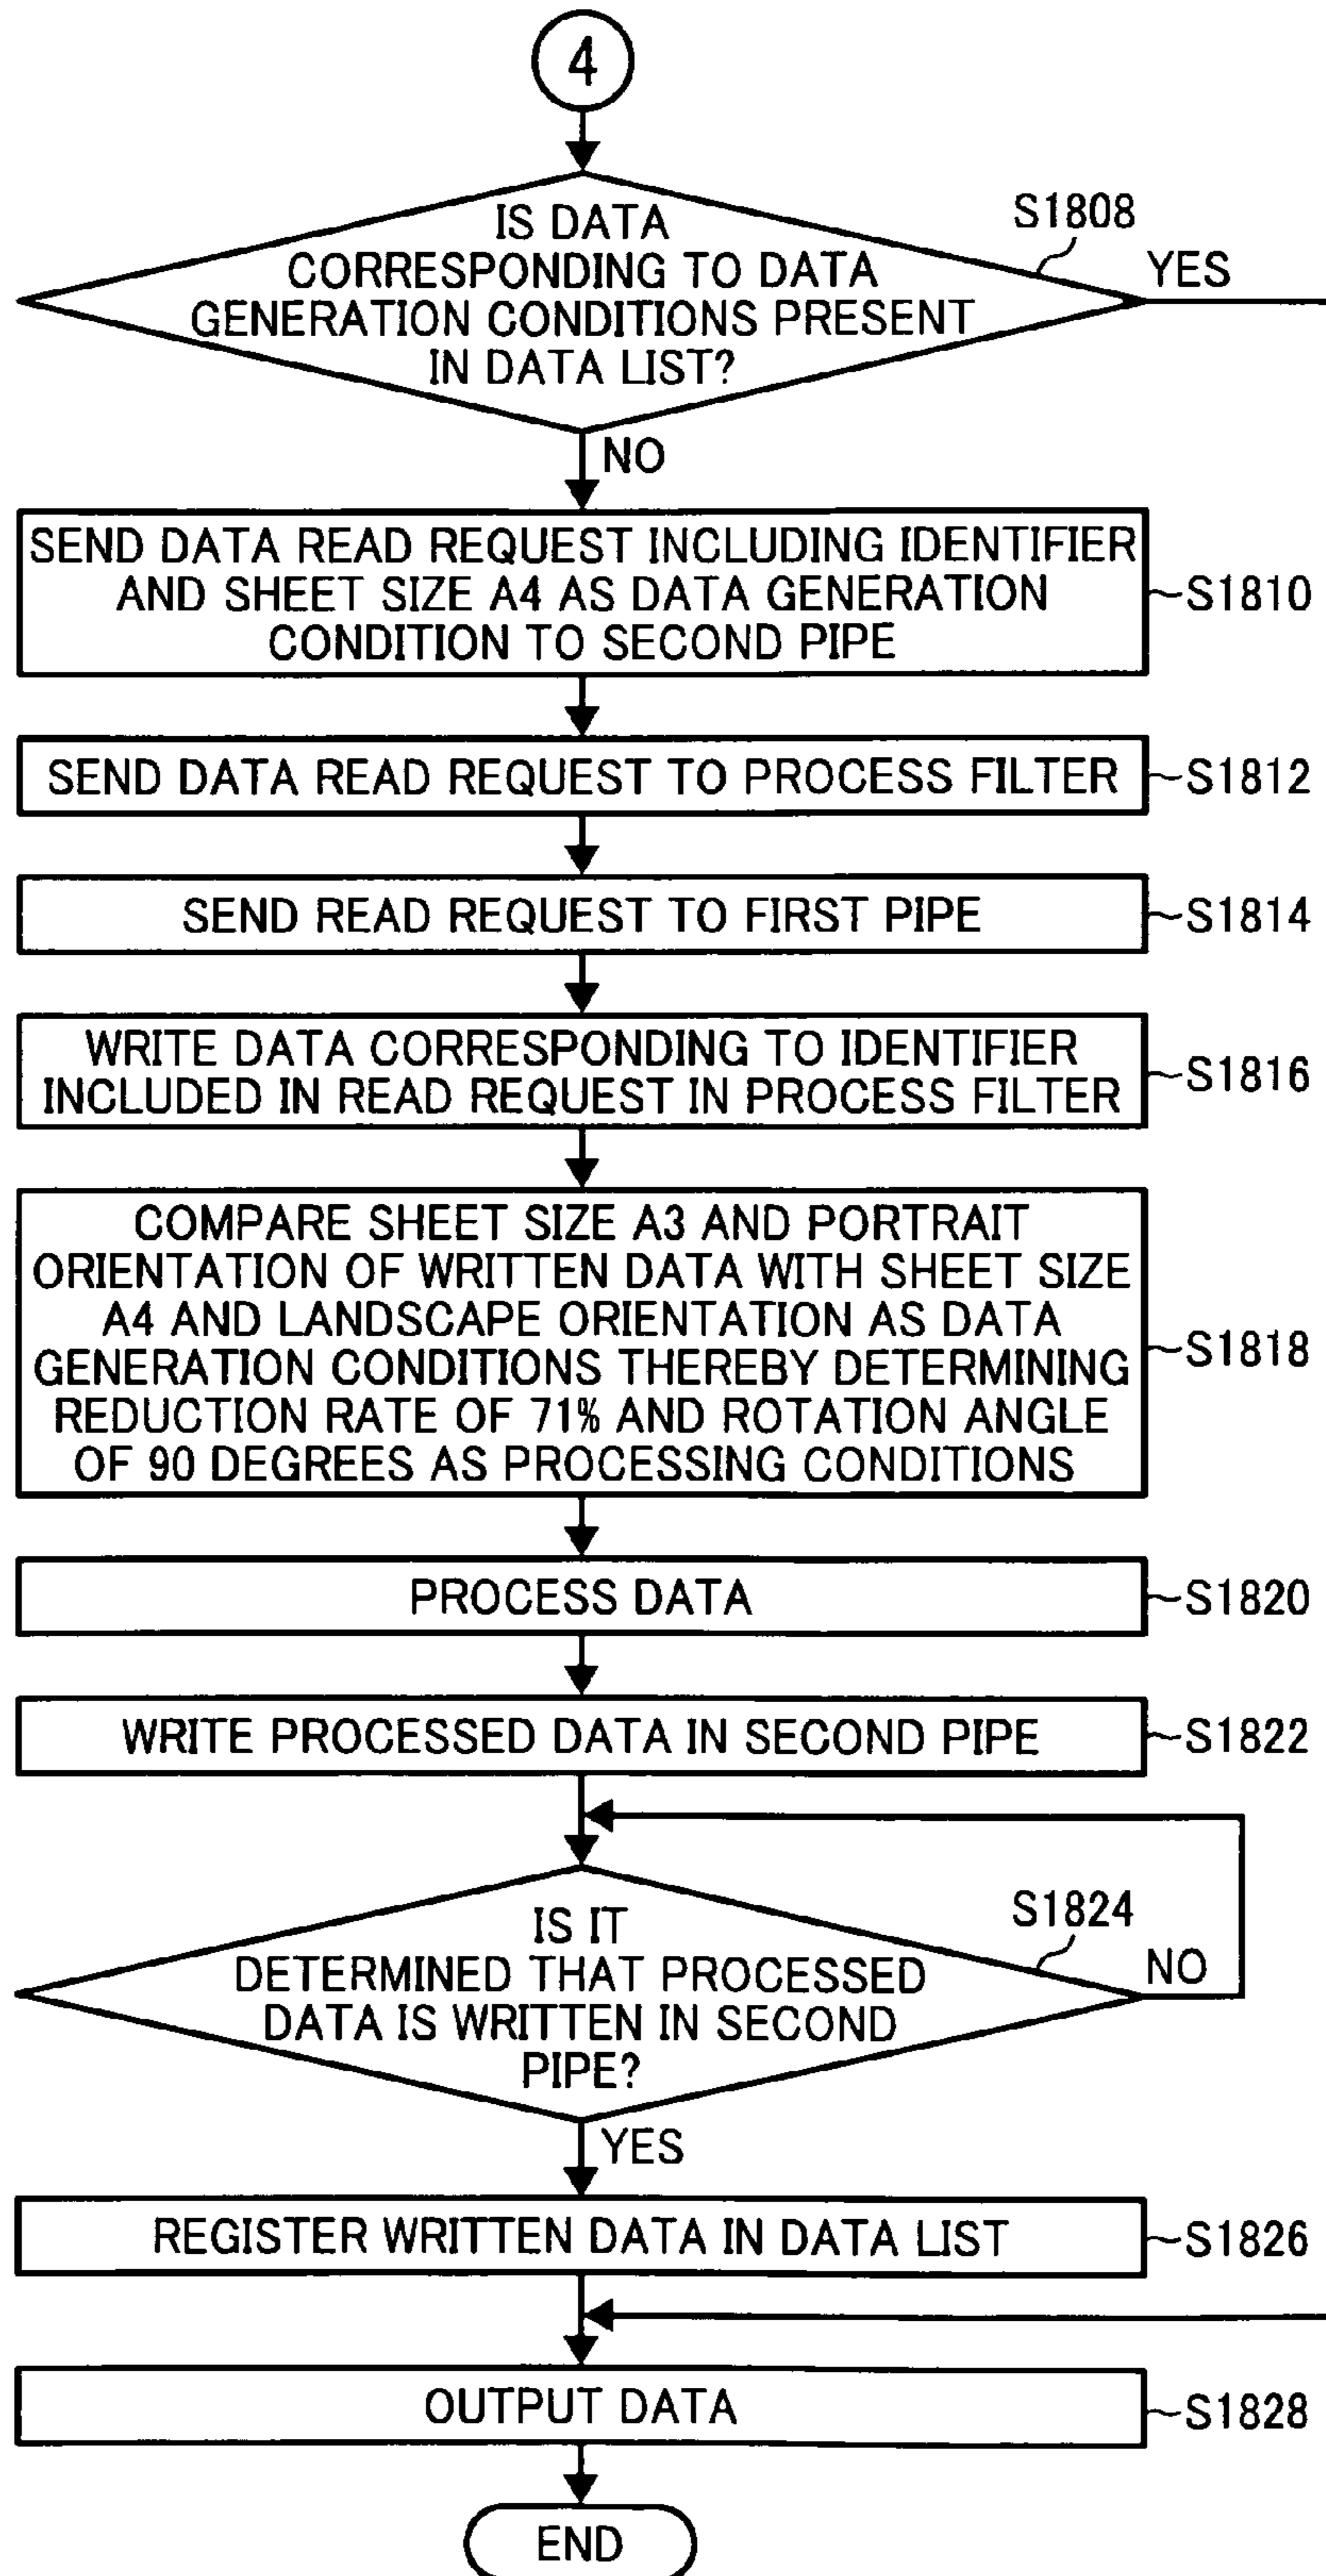 4
IS DATA
CORRESPONDING TO DATA
GENERATION CONDITIONS PRESENT
IN DATA LIST?
S1808
YES
NO
SEND DATA READ REQUEST INCLUDING IDENTIFIER
AND SHEET SIZE A4 AS DATA GENERATION
CONDITION TO SECOND PIPE
S1810
SEND DATA READ REQUEST TO PROCESS FILTER
S1812
SEND READ REQUEST TO FIRST PIPE
S1814
WRITE DATA CORRESPONDING TO IDENTIFIER
INCLUDED IN READ REQUEST IN PROCESS FILTER
S1816
COMPARE SHEET SIZE A3 AND PORTRAIT
ORIENTATION OF WRITTEN DATA WITH SHEET SIZE
A4 AND LANDSCAPE ORIENTATION AS DATA
GENERATION CONDITIONS THEREBY DETERMINING
REDUCTION RATE OF 71% AND ROTATION ANGLE
OF 90 DEGREES AS PROCESSING CONDITIONS
S1818
PROCESS DATA
S1820
WRITE PROCESSED DATA IN SECOND PIPE
S1822
IS IT
DETERMINED THAT PROCESSED
DATA IS WRITTEN IN SECOND
PIPE?
S1824
NO
YES
REGISTER WRITTEN DATA IN DATA LIST
S1826
OUTPUT DATA
S1828
END